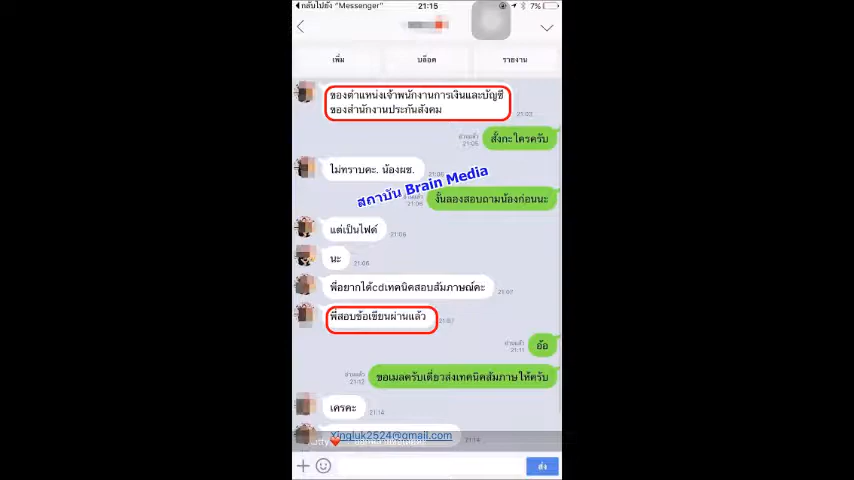 กลับไปยัง "Messenger"
21:15
7%
เพิ่ม
บล็อค
รายงาน
ของตำแหน่งเจ้าพนักงานการเงินและบัญชี
ของสำนักงานประกันสังคม
21:03
อ่านแล้ว
21:05
สั่งกะใครครับ
ไม่ทราบคะ. น้องผช.
21:06
สถาบัน Brain Media
อ่านแล้ว
21:06
งั้นลองสอบถามน้องก่อนนะ
แต่เป็นไฟด์
21:06
นะ
21:06
พี่อยากได้cdเทคนิคสอบสัมภาษณ์คะ
21:07
พี่สอบข้อเขียนผ่านแล้ว
21:07
อ่านแล้ว
21:11
อ้อ
อ่านแล้ว
21:12
ขอเมลครับเดี่ยวส่งเทคนิคสัมภาษให้ครับ
เครคะ
21:14
Yingluk2524@gmail.com
21:14
ส่ง